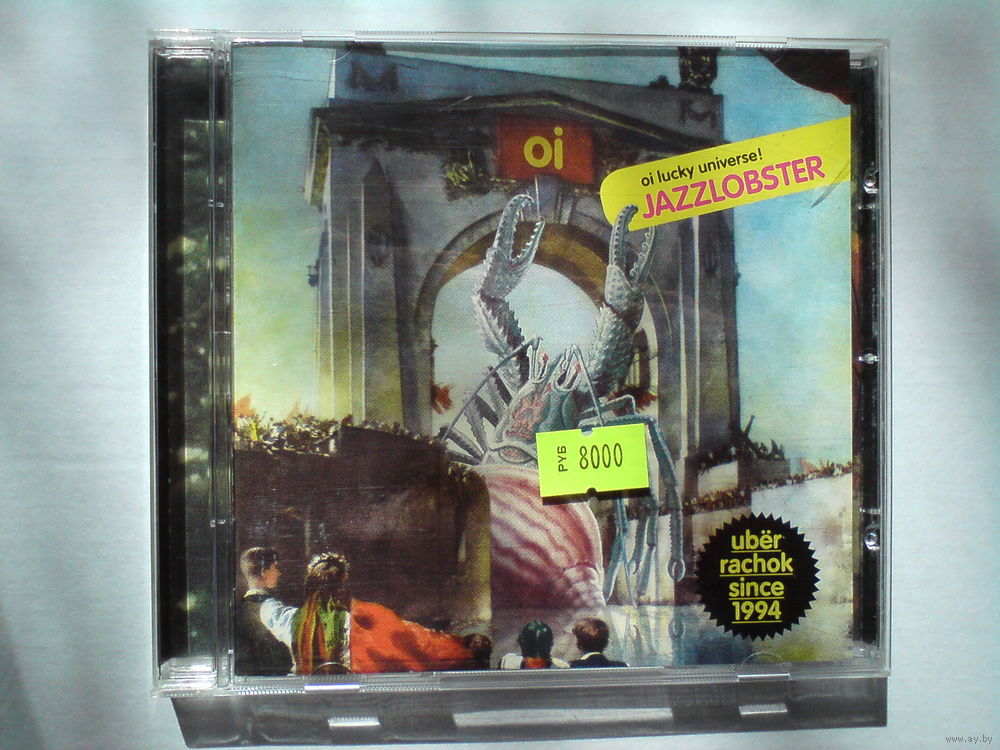 M
M
oi
oi lucky universe!
JAZZLOBSTER
РУБ 8000
ubër
rachok
since
1994
www.ay.by